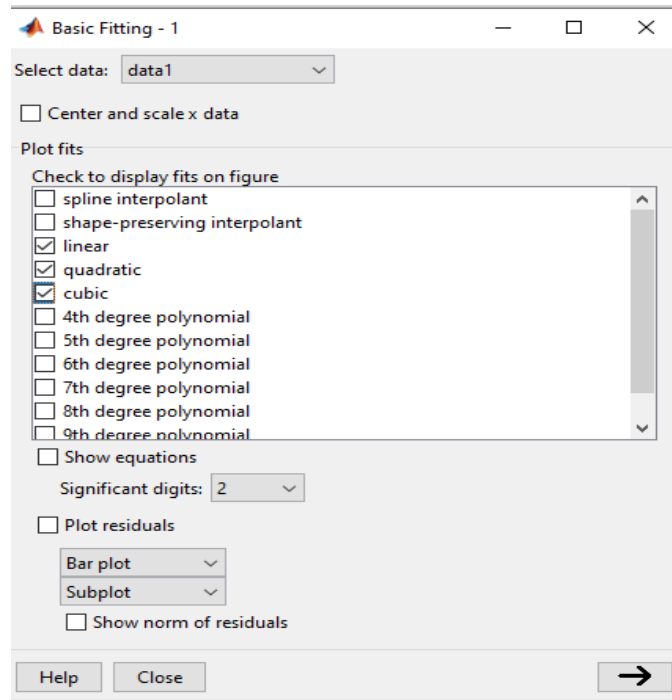 Basic Fitting - 1
Select data: data1
Center and scale x data
Plot fits
Check to display fits on figure
spline interpolant
shape-preserving interpolant
linear
quadratic
cubic
4th degree polynomial
5th degree polynomial
6th degree polynomial
7th degree polynomial
8th degree polynomial
9th degree polynomial
Show equations
Significant digits: 2
Plot residuals
Bar plot
Subplot
Show norm of residuals
Help Close